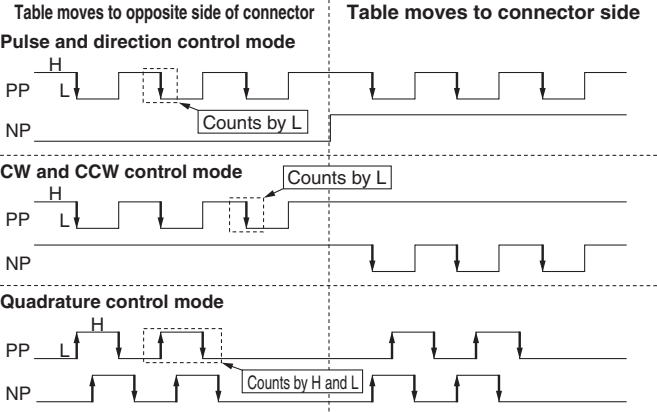 Table moves to opposite side of connector
Table moves to connector side
Pulse and direction control mode
H
PP L
Counts by L
NP
CW and CCW control mode
Counts by L
H
PP L
NP
Quadrature control mode
H
PP L
Counts by H and L
NP